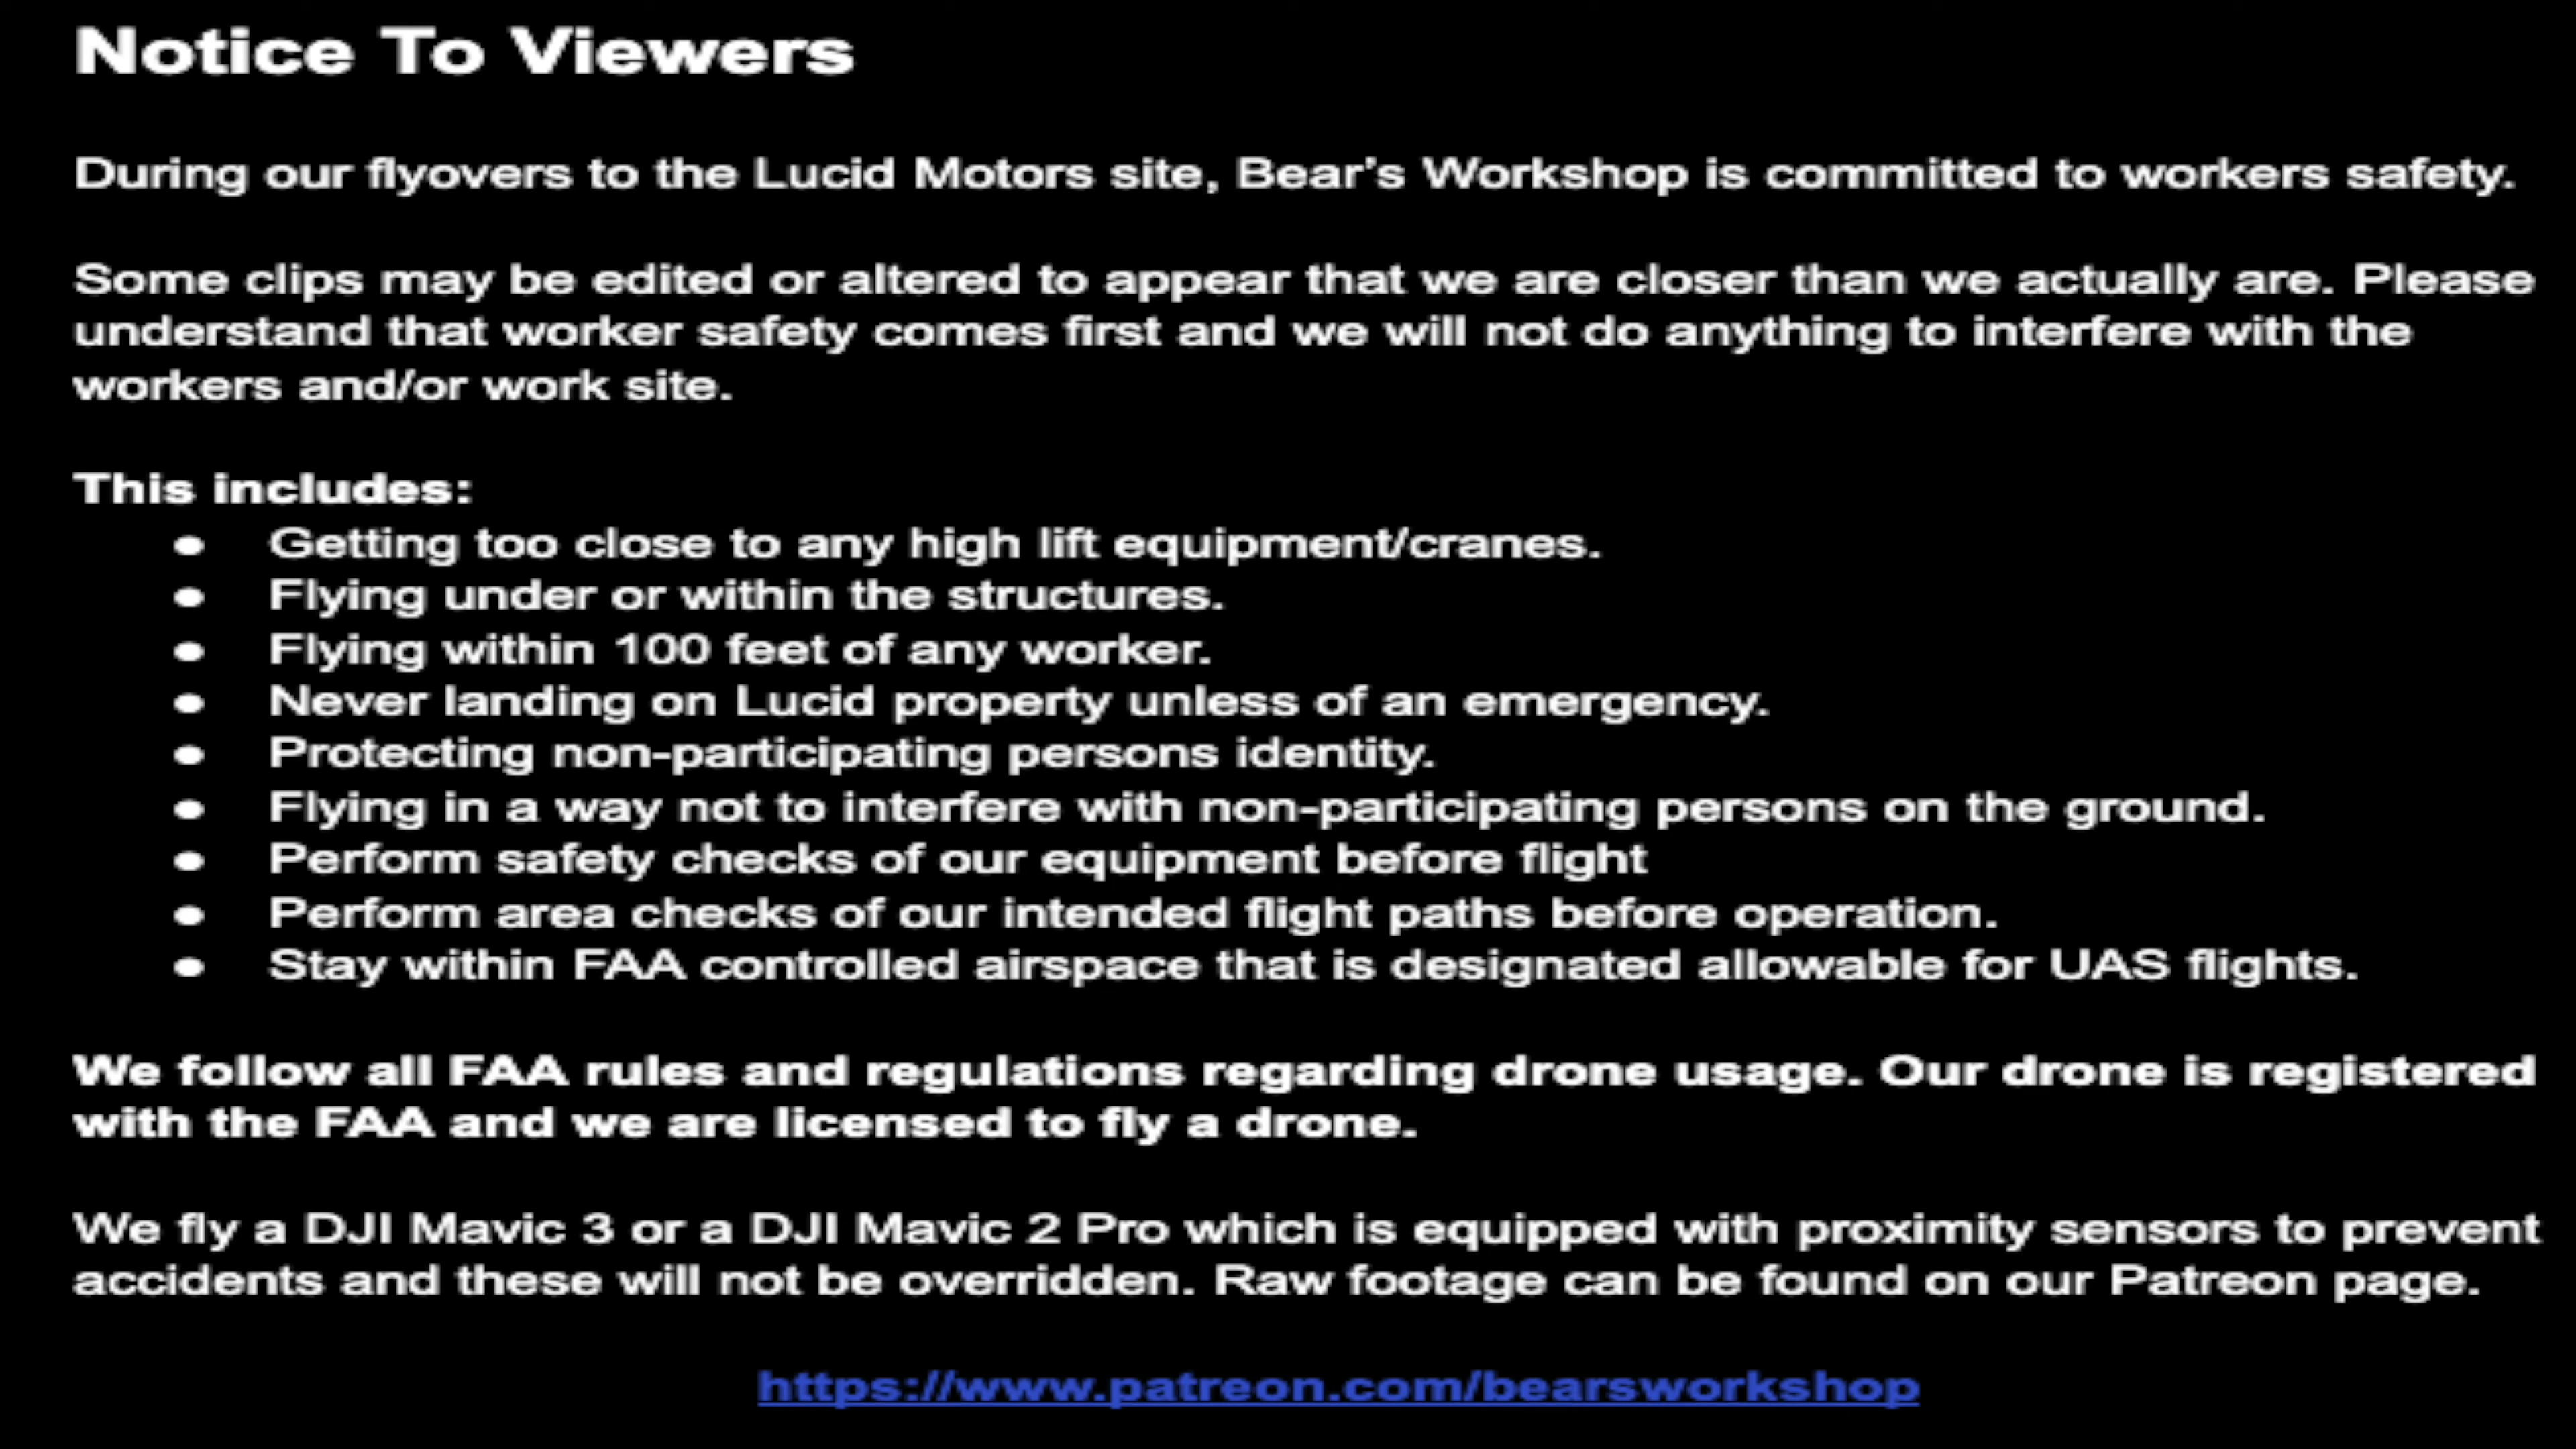 Notice To Viewers
During our flyovers to the Lucid Motors site, Bear's Workshop is committed to workers safety.
Some clips may be edited or altered to appear that we are closer than we actually are. Please
understand that worker safety comes first and we will not do anything to interfere with the
workers and/or work site.
This includes:
● Getting too close to any high lift equipment/cranes.
● Flying under or within the structures.
● Flying within 100 feet of any worker.
● Never landing on Lucid property unless of an emergency.
● Protecting non-participating persons identity.
● Flying in a way not to interfere with non-participating persons on the ground.
● Perform safety checks of our equipment before flight
● Perform area checks of our intended flight paths before operation.
● Stay within FAA controlled airspace that is designated allowable for UAS flights.
We follow all FAA rules and regulations regarding drone usage. Our drone is registered
with the FAA and we are licensed to fly a drone.
We fly a DJI Mavic 3 or a DJI Mavic 2 Pro which is equipped with proximity sensors to prevent
accidents and these will not be overridden. Raw footage can be found on our Patreon page.
https://www.patreon.com/bearsworkshop